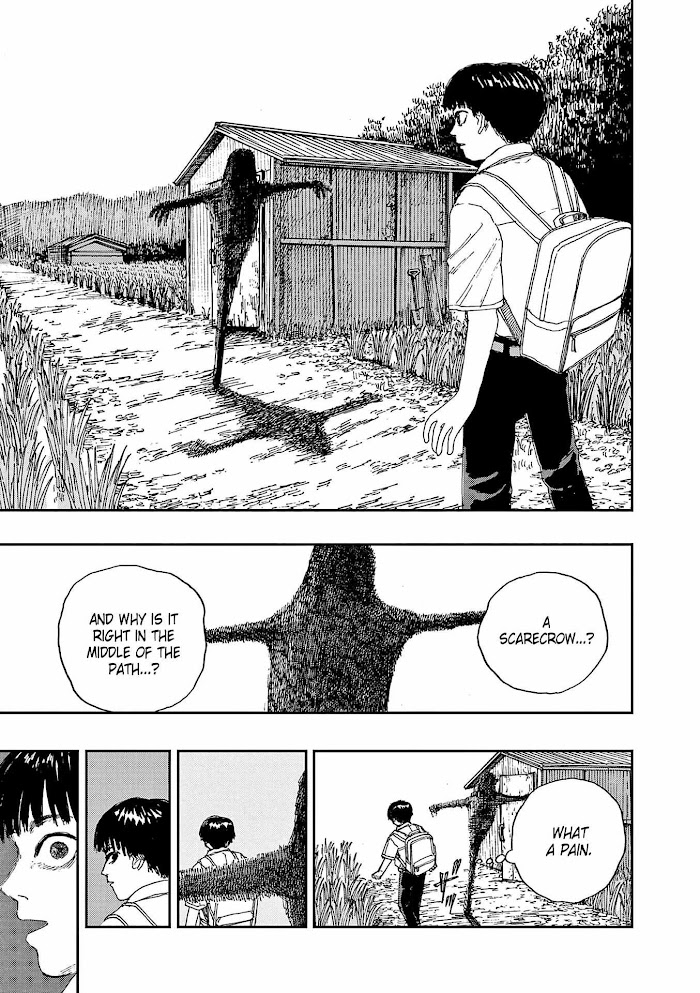 A
SCARECROW...?
AND WHY IS IT
RIGHT IN THE
MIDDLE OF THE
PATH...?
WHAT
A PAIN.